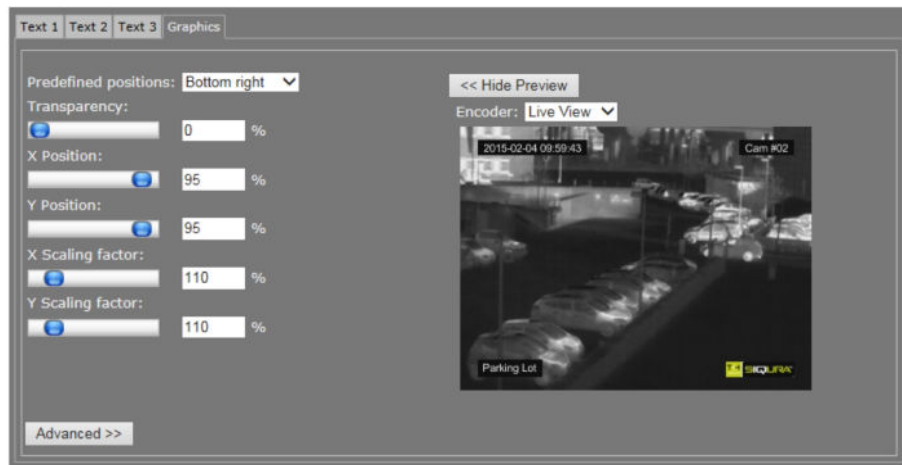 Text 1 Text 2 Text 3 Graphics
Predefined positions: Bottom right
Transparency:
0 %
X Position:
95 %
Y Position:
95 %
X Scaling factor:
110 %
Y Scaling factor:
110 %
Advanced >>
<< Hide Preview
Encoder: Live View
2015-02-04 09:59:43 Cam #02
Parking Lot SIQURA